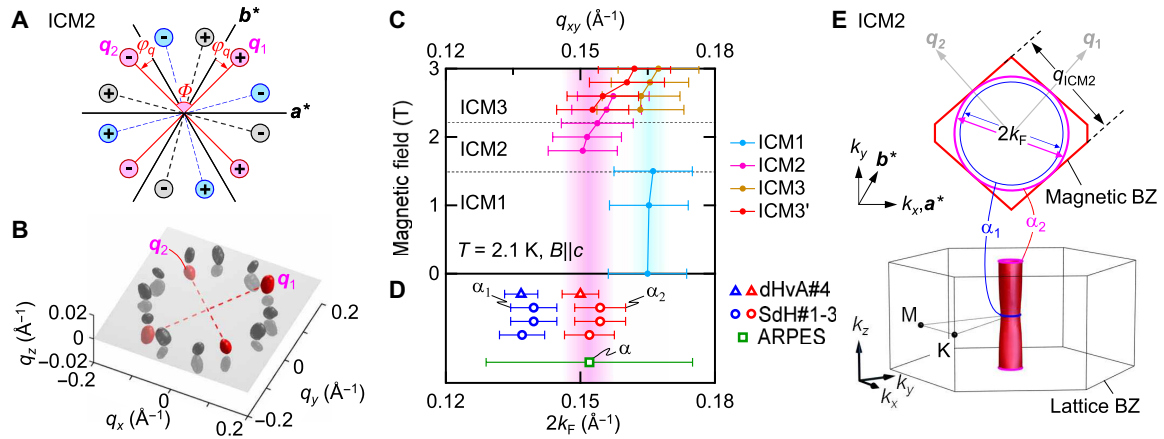 A ICM2
b*
q2
φq
φq
q1
Φ
a*
B
q2
q1
0.02
0
−0.02
qz (Å−1)
−0.2
0
0.2
qx (Å−1)
−0.2
0
0.2
qy (Å−1)
C
qxy (Å−1)
0.12 0.15 0.18
3
2
1
0
Magnetic field (T)
ICM3
ICM2
ICM1
T = 2.1 K, B||c
ICM1
ICM2
ICM3
ICM3'
D
α1
α2
α
dHvA#4
SdH#1-3
ARPES
0.12 0.15 0.18
2kF (Å−1)
E ICM2
q2
q1
qICM2
2kF
ky
b*
kx,a*
Magnetic BZ
α1
α2
M
K
kz
ky
kx
Lattice BZ